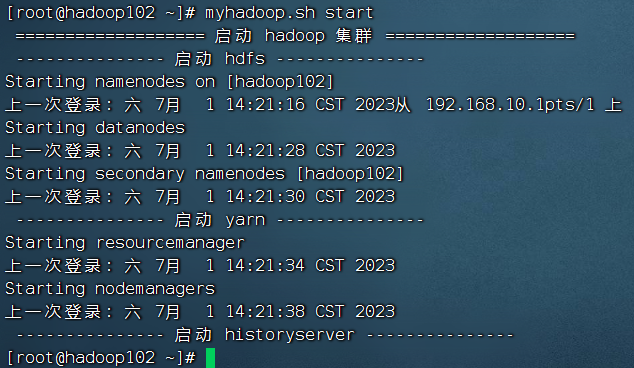 [root@hadoop102 ~]# myhadoop.sh start
=================== 启动 hadoop 集群 ===================
--------------- 启动 hdfs ---------------
Starting namenodes on [hadoop102]
上一次登录: 六 7月  1 14:21:16 CST 2023从 192.168.10.1pts/1 上
Starting datanodes
上一次登录: 六 7月  1 14:21:28 CST 2023
Starting secondary namenodes [hadoop102]
上一次登录: 六 7月  1 14:21:30 CST 2023
--------------- 启动 yarn ---------------
Starting resourcemanager
上一次登录: 六 7月  1 14:21:34 CST 2023
Starting nodemanagers
上一次登录: 六 7月  1 14:21:38 CST 2023
--------------- 启动 historyserver ---------------
[root@hadoop102 ~]#